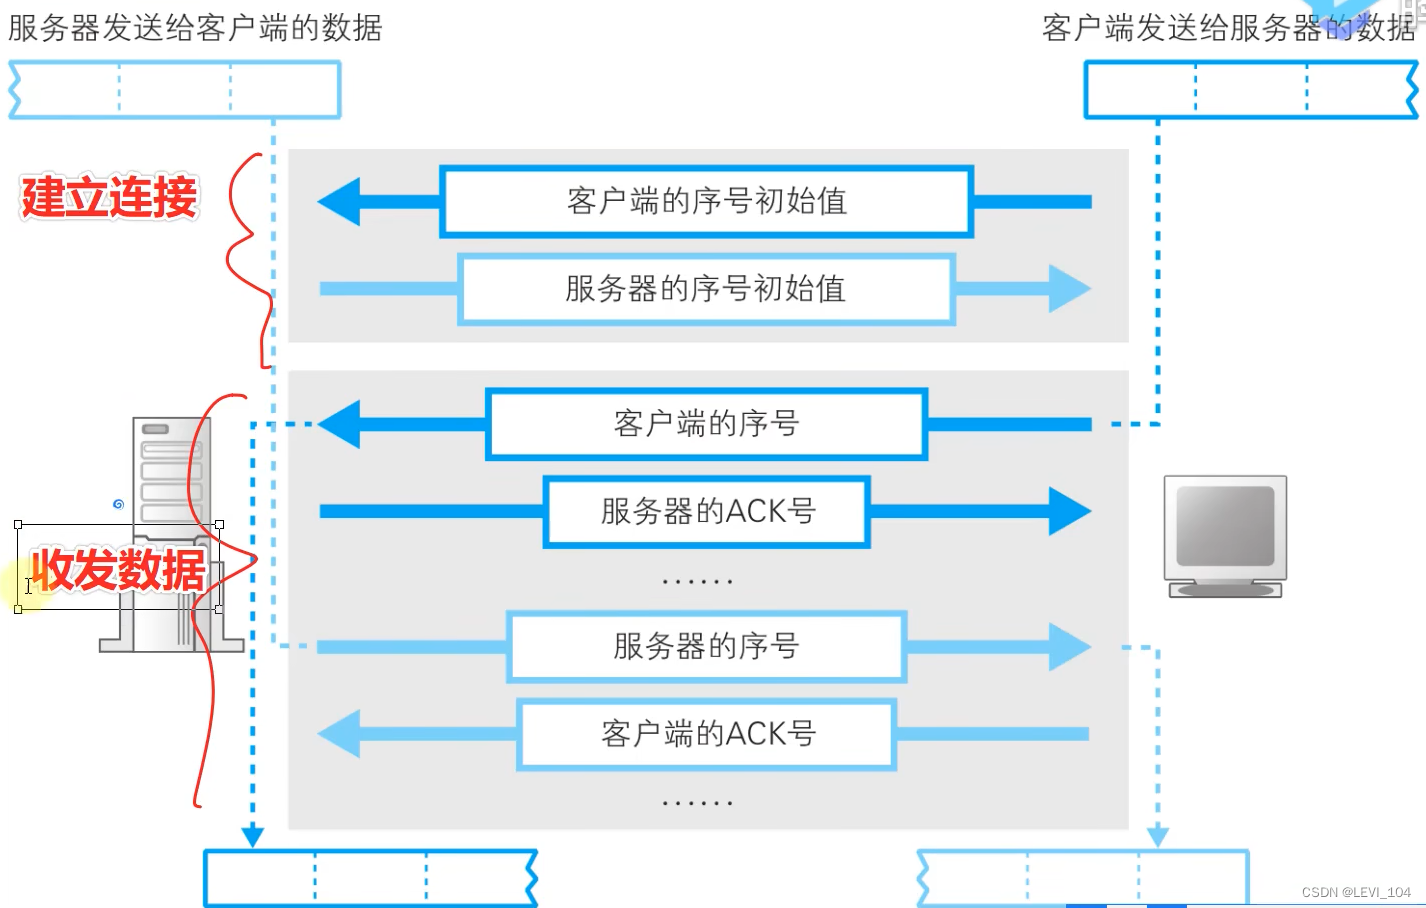 服务器发送给客户端的数据
客户端发送给服务器的数据
建立连接
客户端的序号初始值
服务器的序号初始值
客户端的序号
服务器的ACK号
......
收发数据
服务器的序号
客户端的ACK号
......
CSDN @LEVI_104